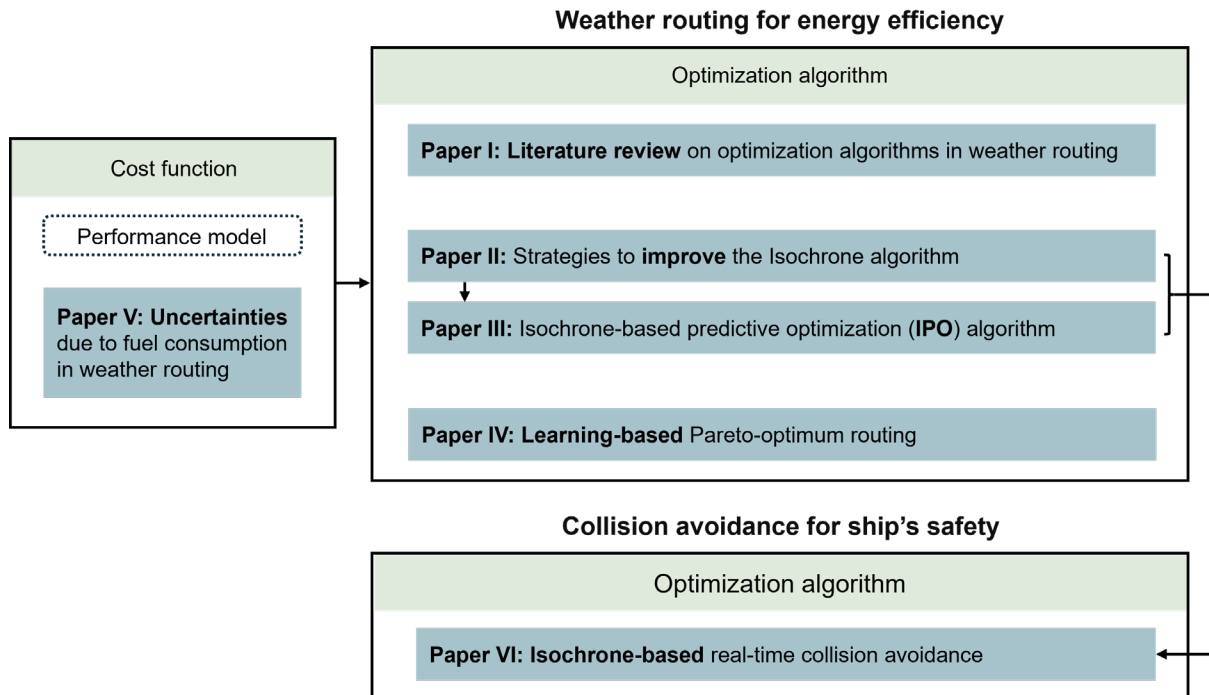 Weather routing for energy efficiency
Optimization algorithm
Paper I: Literature review on optimization algorithms in weather routing
Cost function
Performance model
Paper V: Uncertainties
due to fuel consumption
in weather routing
Paper II: Strategies to improve the Isochrone algorithm
Paper III: Isochrone-based predictive optimization (IPO) algorithm
Paper IV: Learning-based Pareto-optimum routing
Collision avoidance for ship's safety
Optimization algorithm
Paper VI: Isochrone-based real-time collision avoidance